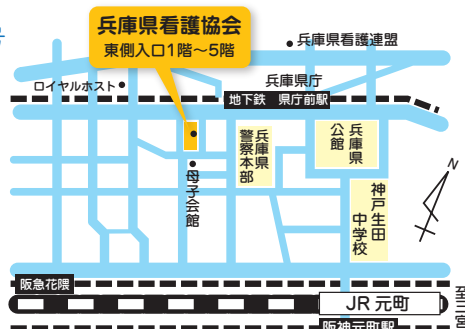 兵庫県看護協会
東側入口1階～5階
兵庫県看護連盟
ロイヤルホスト
兵庫県庁
地下鉄 県庁前駅
兵庫県
公館
兵庫県
警察本部
母子会館
神戸生田
中学校
N
阪急花隈
JR 元町
阪神元町駅